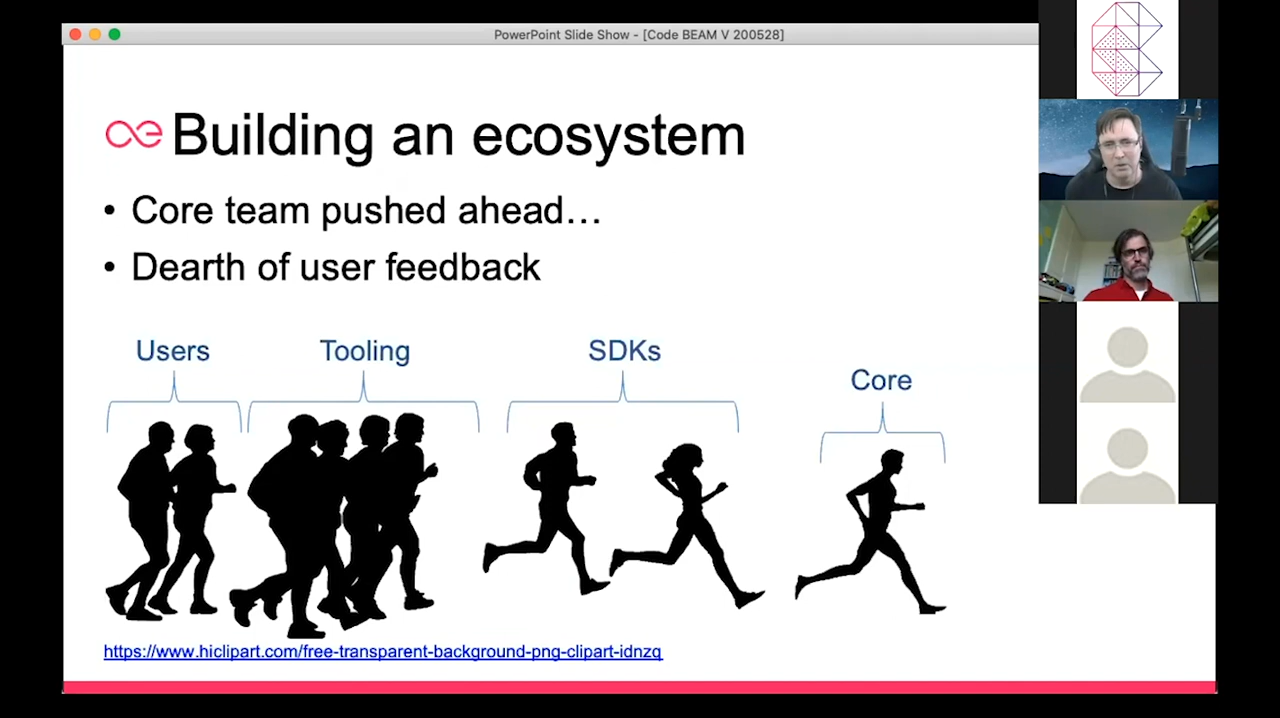 PowerPoint Slide Show - [Code BEAM V 200528]
Building an ecosystem
• Core team pushed ahead…
• Dearth of user feedback
Users
Tooling
SDKs
Core
https://www.hiclipart.com/free-transparent-background-png-clipart-idnzq